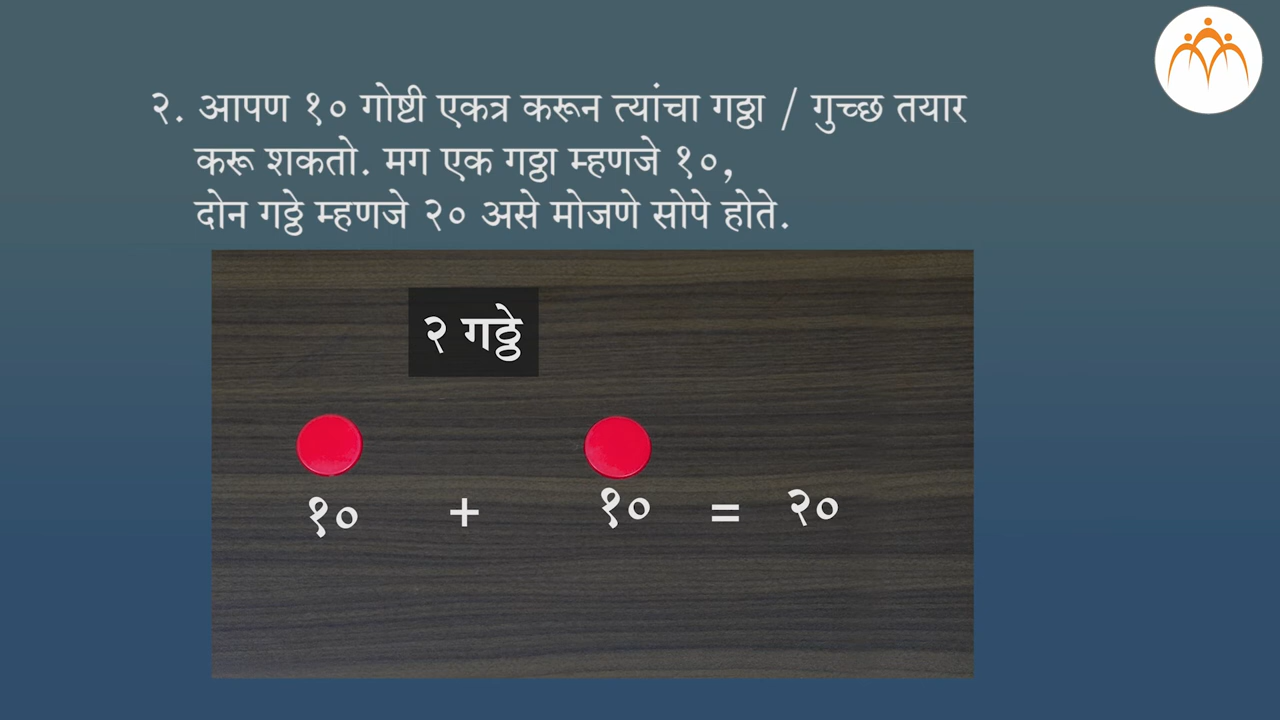 २. आपण १० गोष्टी एकत्र करून त्यांचा गठ्ठा / गुच्छ तयार
करू शकतो. मग एक गठ्ठा म्हणजे १०,
दोन गठ्ठे म्हणजे २० असे मोजणे सोपे होते.
२ गठ्ठे
१० + १० = २०